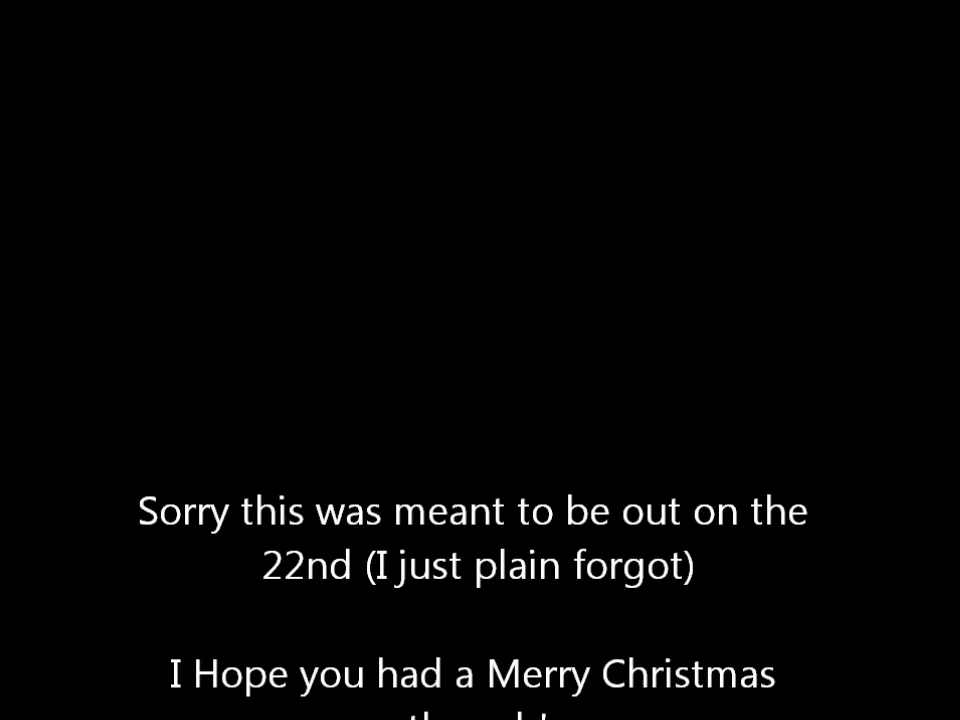 Sorry this was meant to be out on the
22nd (I just plain forgot)
I Hope you had a Merry Christmas